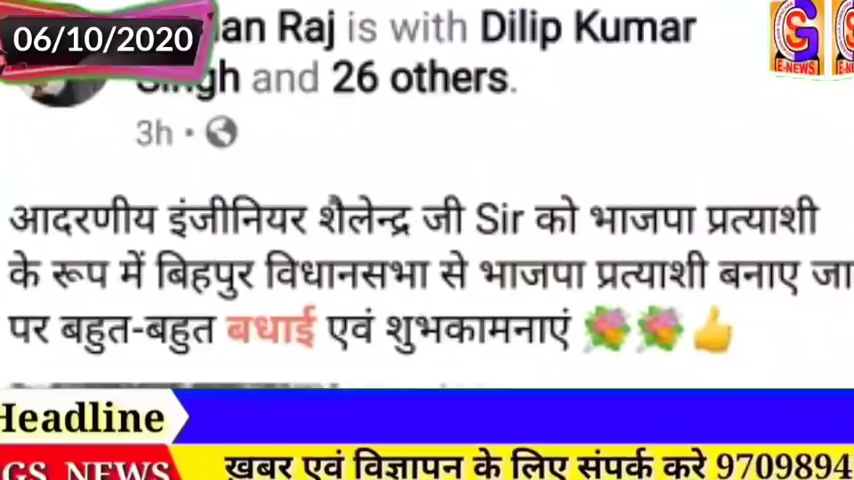 06/10/2020
an Raj is with Dilip Kumar
Singh and 26 others.
3h
आदरणीय इंजीनियर शैलेन्द्र जी Sir को भाजपा प्रत्याशी
के रूप में बिहपुर विधानसभा से भाजपा प्रत्याशी बनाए जा
पर बहुत-बहुत बधाई एवं शुभकामनाएं 💐💐👍
Headline
GS NEWS
ख़बर एवं विज्ञापन के लिए संपर्क करे 9709894
E-NEWS